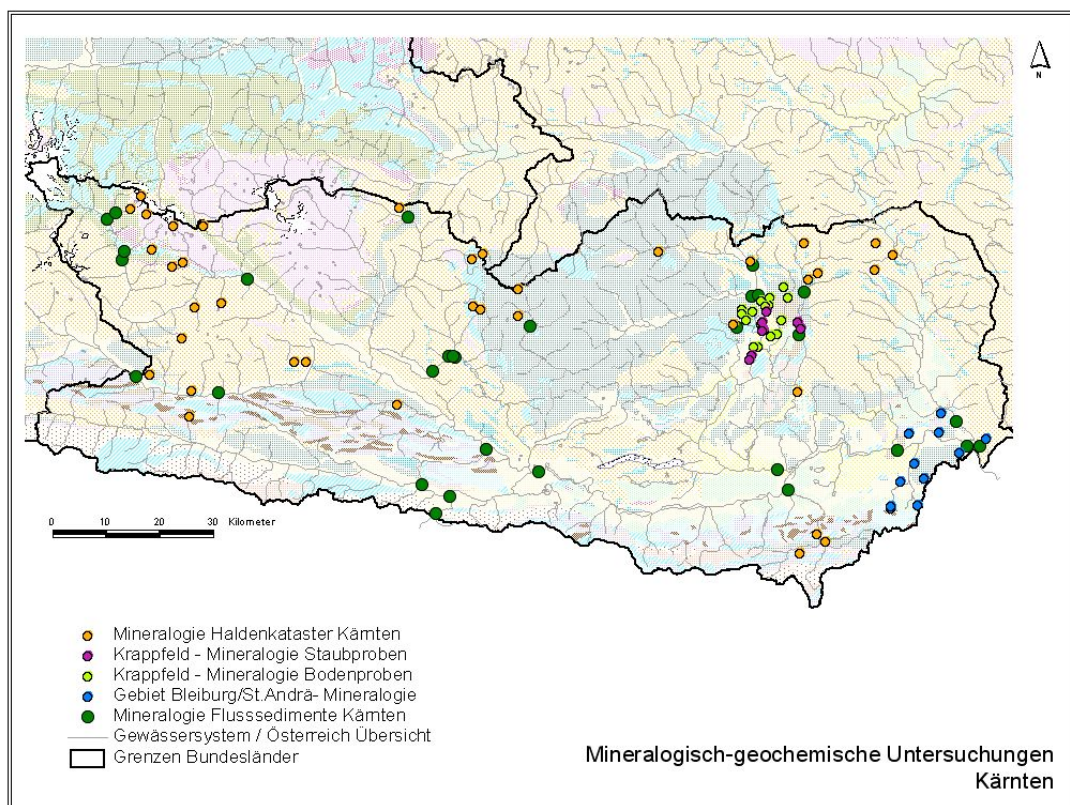 N
0 10 20 30 Kilometer
Mineralogie Haldenkataster Kärnten
Krappfeld - Mineralogie Staubproben
Krappfeld - Mineralogie Bodenproben
Gebiet Bleiburg/St.Andrä- Mineralogie
Mineralogie Flusssedimente Kärnten
Gewässersystem / Österreich Übersicht
Grenzen Bundesländer
Mineralogisch-geochemische Untersuchungen
Kärnten